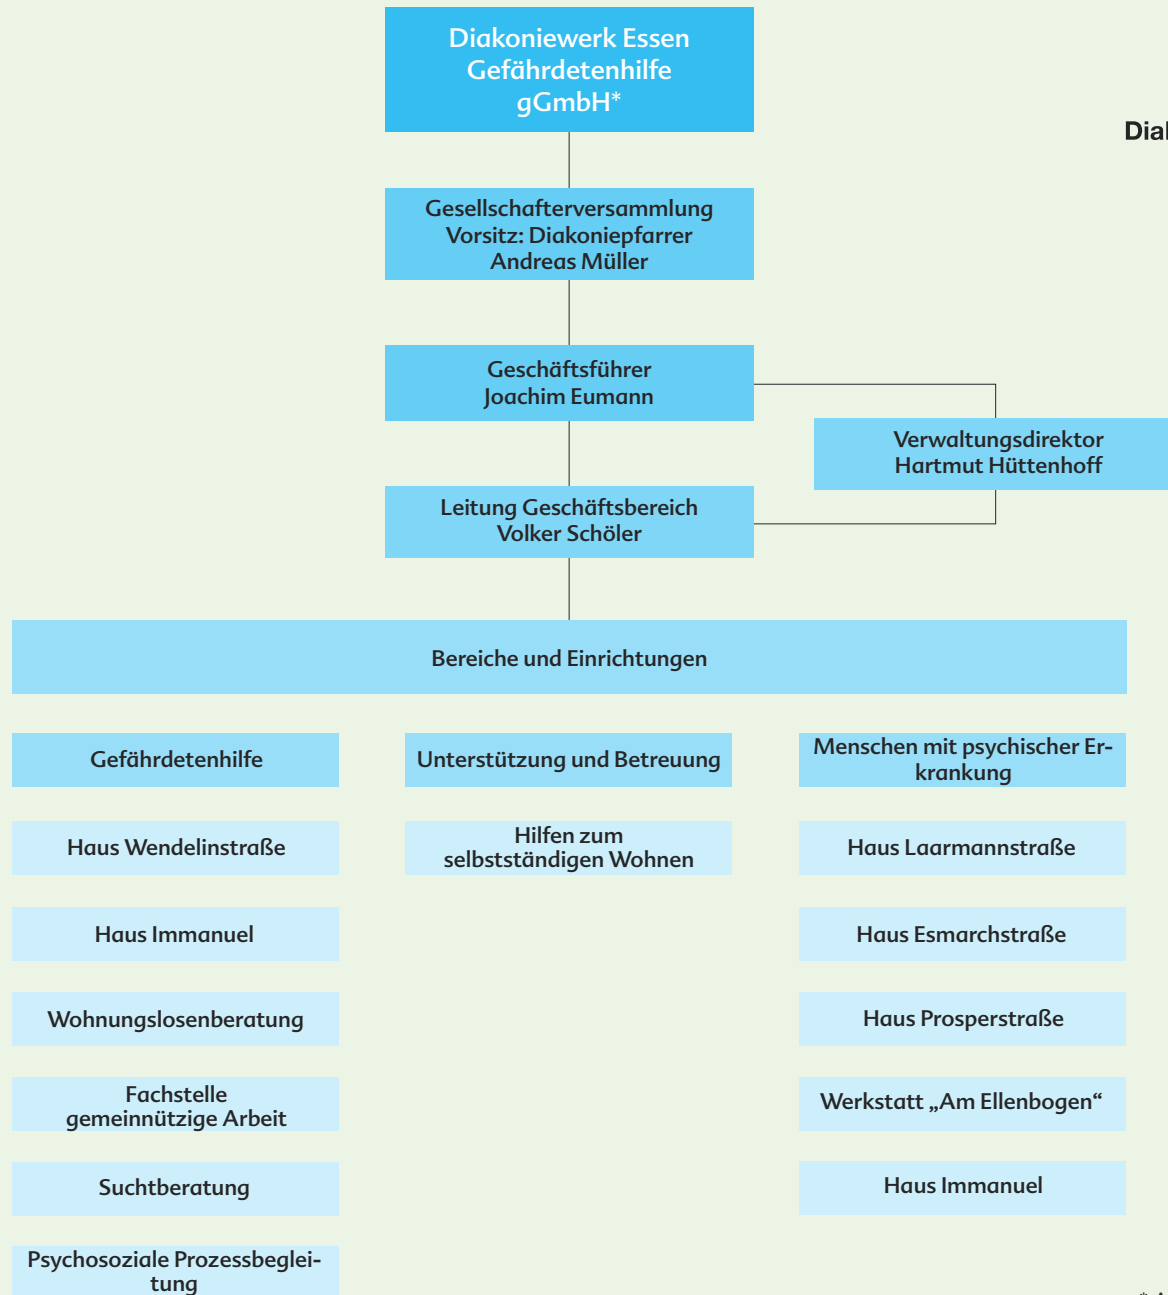 Diakoniewerk Essen
Gefährdetenhilfe
gGmbH*
Gesellschafterversammlung
Vorsitz: Diakoniepfarrer
Andreas Müller
Geschäftsführer
Joachim Eumann
Verwaltungsdirektor
Hartmut Hüttenhoff
Leitung Geschäftsbereich
Volker Schöler
Bereiche und Einrichtungen
Gefährdetenhilfe
Haus Wendelinstraße
Haus Immanuel
Wohnungslosenberatung
Fachstelle
gemeinnützige Arbeit
Suchtberatung
Psychosoziale Prozessbeglei-
tung
Unterstützung und Betreuung
Hilfen zum
selbstständigen Wohnen
Menschen mit psychischer Er-
krankung
Haus Laarmannstraße
Haus Esmarchstraße
Haus Prosperstraße
Werkstatt „Am Ellenbogen“
Haus Immanuel